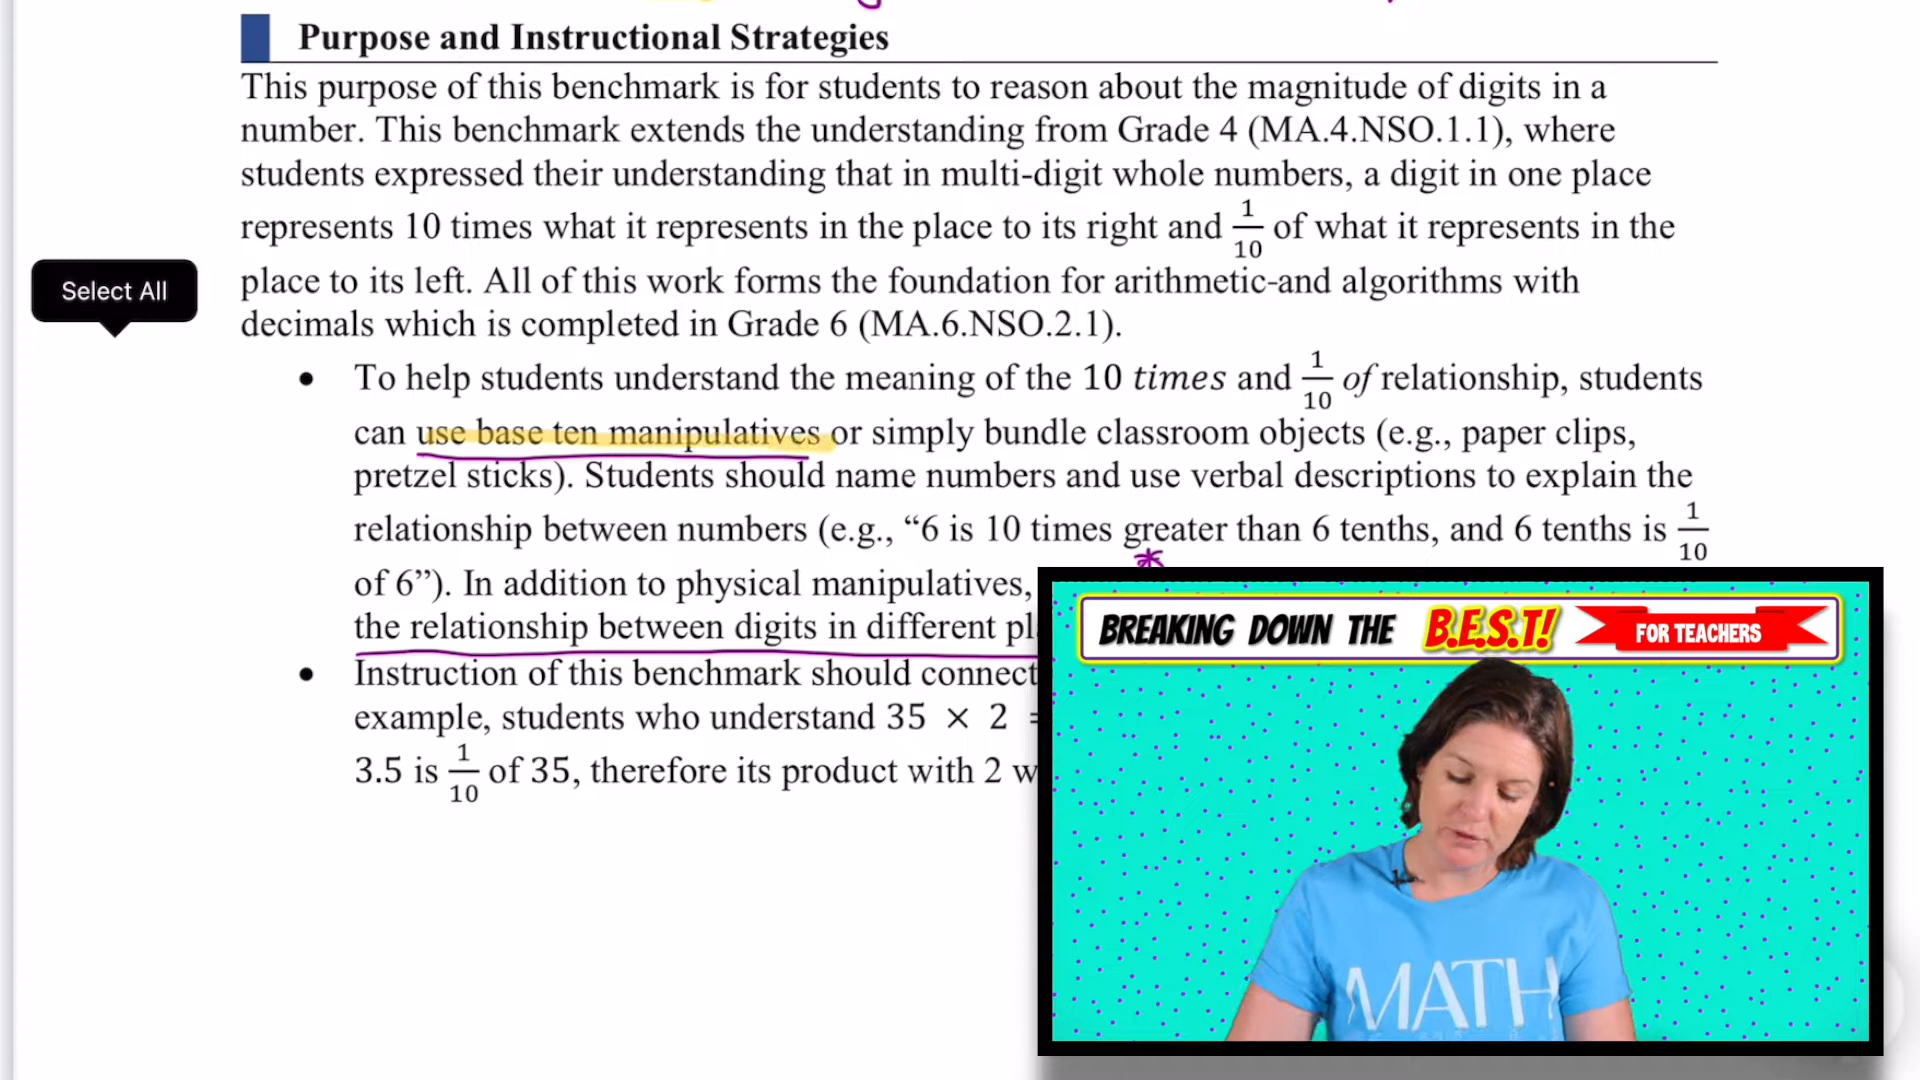 Purpose and Instructional Strategies
This purpose of this benchmark is for students to reason about the magnitude of digits in a
number. This benchmark extends the understanding from Grade 4 (MA.4.NSO.1.1), where
students expressed their understanding that in multi-digit whole numbers, a digit in one place
represents 10 times what it represents in the place to its right and 1/10 of what it represents in the
place to its left. All of this work forms the foundation for arithmetic-and algorithms with
decimals which is completed in Grade 6 (MA.6.NSO.2.1).
Select All
• To help students understand the meaning of the 10 times and 1/10 of relationship, students
can use base ten manipulatives or simply bundle classroom objects (e.g., paper clips,
pretzel sticks). Students should name numbers and use verbal descriptions to explain the
relationship between numbers (e.g., “6 is 10 times greater than 6 tenths, and 6 tenths is 1/10
of 6”). In addition to physical manipulatives,
the relationship between digits in different
• Instruction of this benchmark should connect
example, students who understand 35 × 2
3.5 is 1/10 of 35, therefore its product with 2
BREAKING DOWN THE B.E.S.T! FOR TEACHERS
MATH